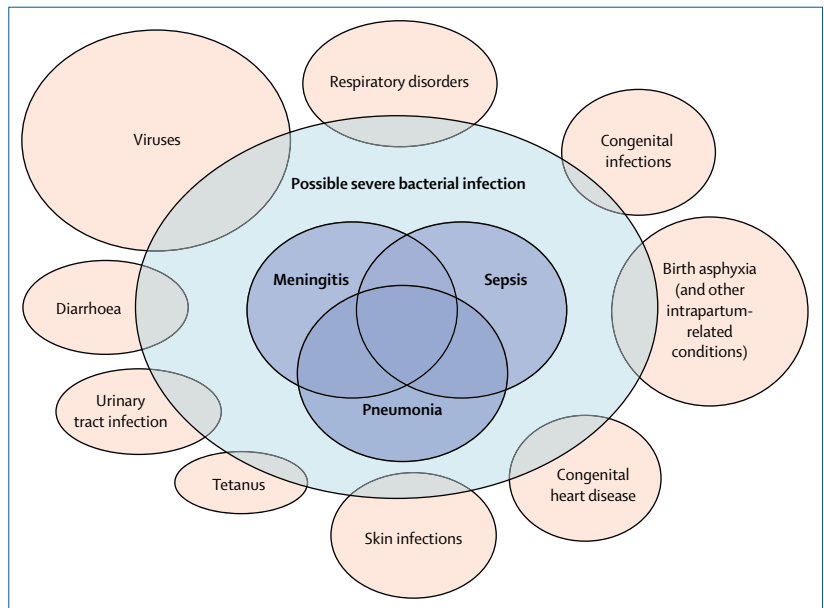 Respiratory disorders
Viruses
Congenital
infections
Possible severe bacterial infection
Meningitis
Sepsis
Birth asphyxia
(and other
intrapartum-
related
conditions)
Diarrhoea
Urinary
tract infection
Pneumonia
Tetanus
Congenital
heart disease
Skin infections